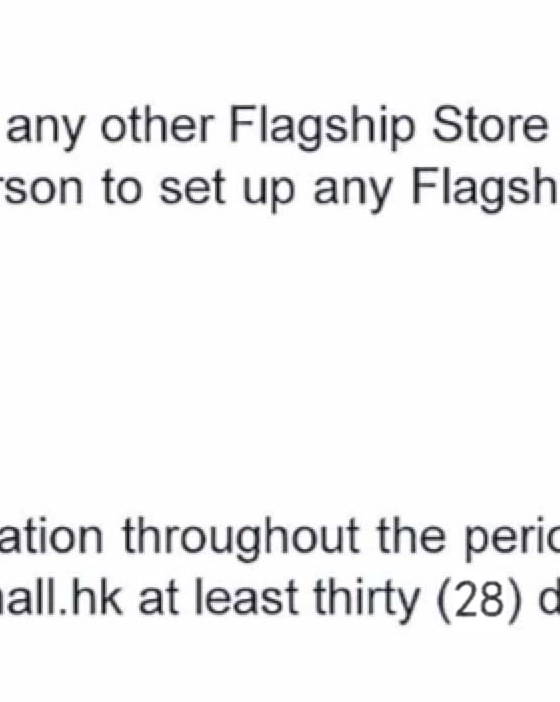 any other Flagship Store
rson to set up any Flagsh
ation throughout the peric
all.hk at least thirty (28) d